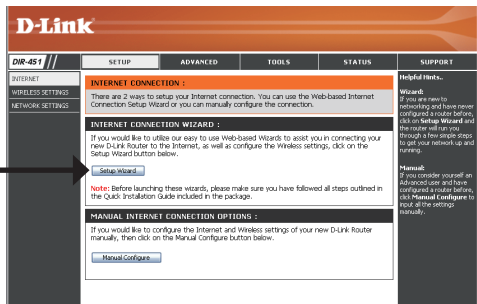 D-Link
DIR-451
SETUP
ADVANCED
TOOLS
STATUS
SUPPORT
INTERNET
WIRELESS SETTINGS
NETWORK SETTINGS
INTERNET CONNECTION :
There are 2 ways to setup your Internet connection. You can use the Web-based Internet
Connection Setup Wizard or you can manually configure the connection.
INTERNET CONNECTION WIZARD :
If you would like to utilize our easy to use Web-based Wizards to assist you in connecting your
new D-Link Router to the Internet, as well as configure the Wireless settings, click on the
Setup Wizard button below.
Setup Wizard
Note: Before launching these wizards, please make sure you have followed all steps outlined in
the Quick Installation Guide included in the package.
MANUAL INTERNET CONNECTION OPTIONS :
If you would like to configure the Internet and Wireless settings of your new D-Link Router
manually, then click on the Manual Configure button below.
Manual Configure
Helpful Hints..
Wizard:
If you are new to
networking and have never
configured a router before,
click on Setup Wizard and
the router will run you
through a few simple steps
to get your network up and
running.
Manual:
If you consider yourself an
Advanced user and have
configured a router before,
click Manual Configure to
input all the settings
manually.